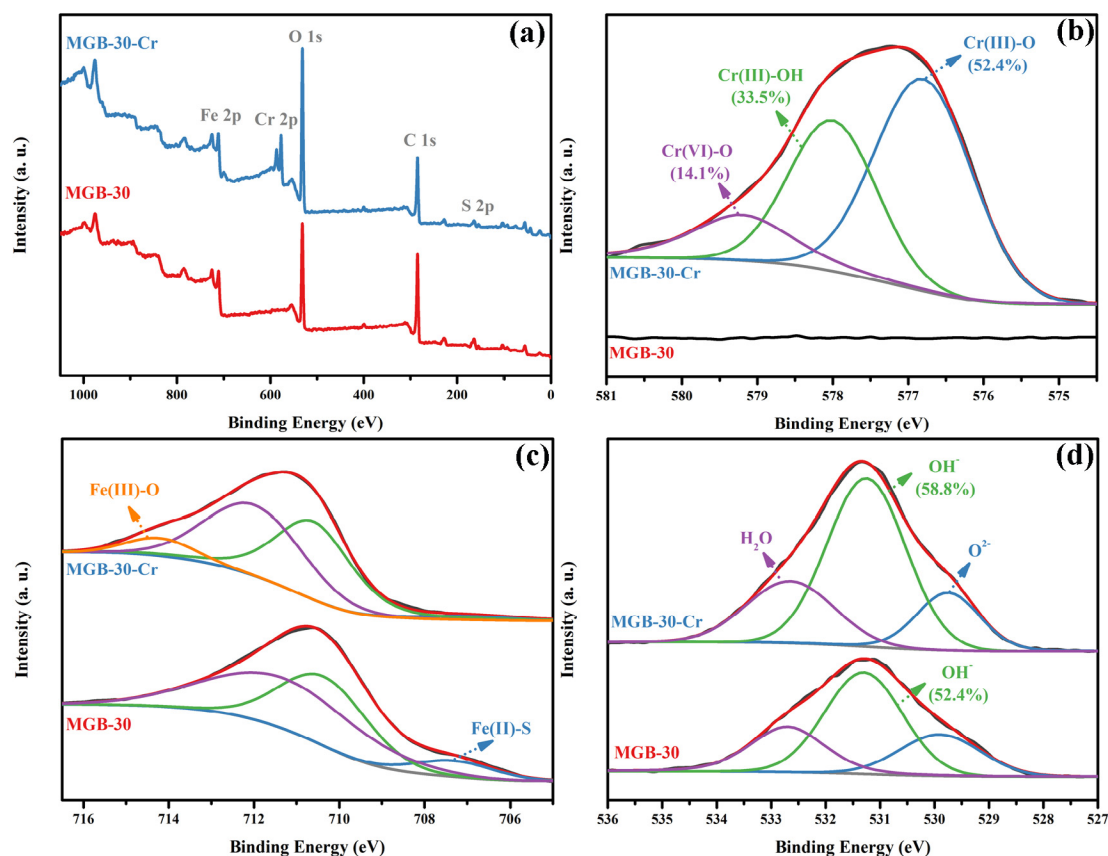 (a)
MGB-30-Cr
O 1s
Fe 2p
Cr 2p
C 1s
S 2p
MGB-30
Intensity (a. u.)
1000
800
600
400
200
0
Binding Energy (eV)
(b)
Cr(III)-O
(52.4%)
Cr(III)-OH
(33.5%)
Cr(VI)-O
(14.1%)
MGB-30-Cr
MGB-30
Intensity (a. u.)
581
580
579
578
577
576
575
Binding Energy (eV)
(c)
Fe(III)-O
MGB-30-Cr
MGB-30
Fe(II)-S
Intensity (a. u.)
716
714
712
710
708
706
Binding Energy (eV)
(d)
OH⁻
(58.8%)
H₂O
O²⁻
MGB-30-Cr
OH⁻
(52.4%)
MGB-30
Intensity (a. u.)
536
535
534
533
532
531
530
529
528
527
Binding Energy (eV)